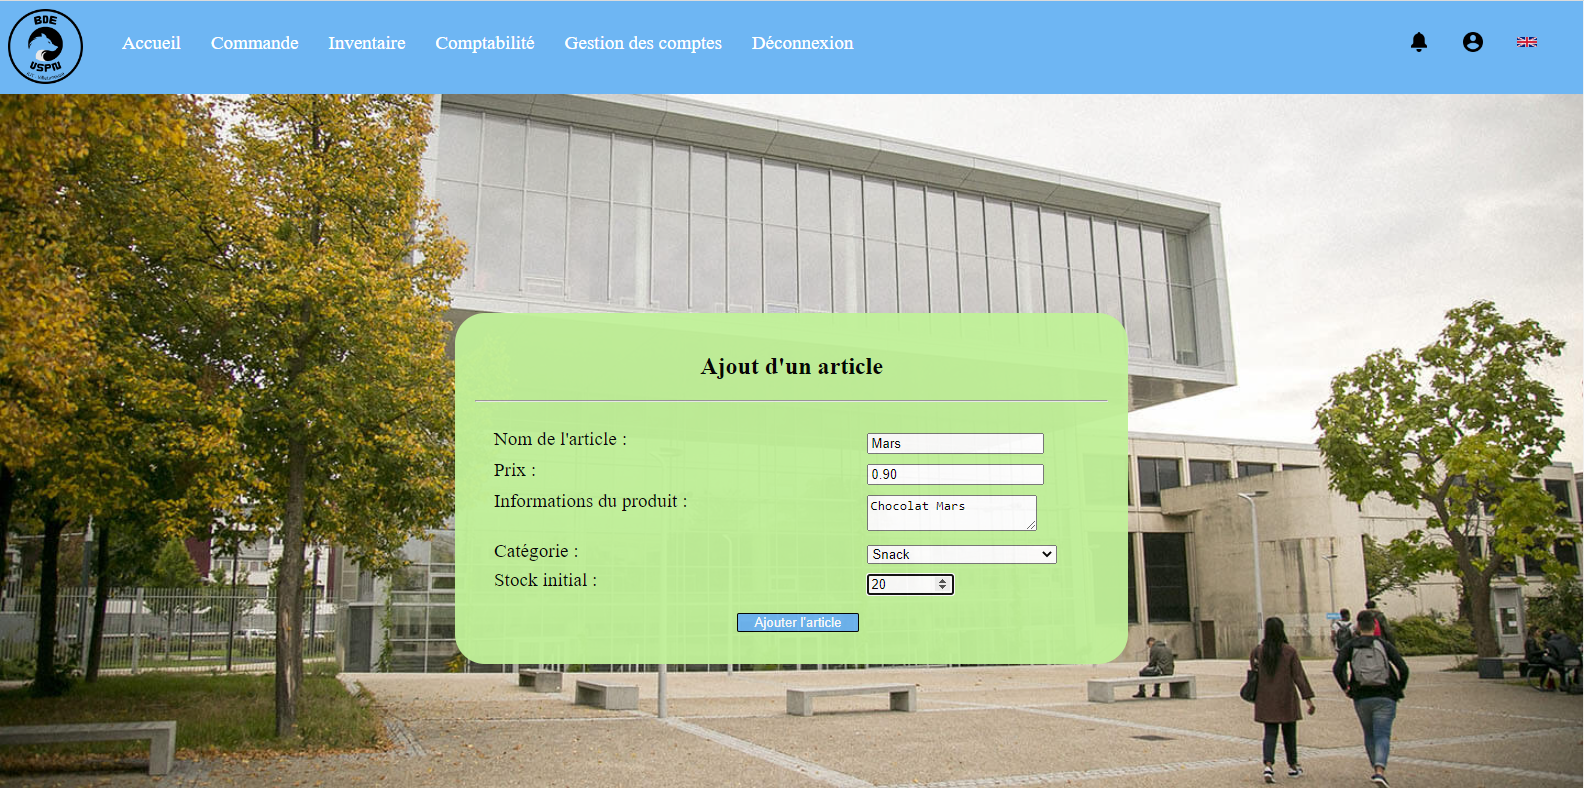 BDE
USPN
Accueil Commande Inventaire Comptabilité Gestion des comptes Déconnexion
Ajout d'un article
Nom de l'article : Mars
Prix : 0.90
Informations du produit : Chocolat Mars
Catégorie : Snack
Stock initial : 20
Ajouter l'article